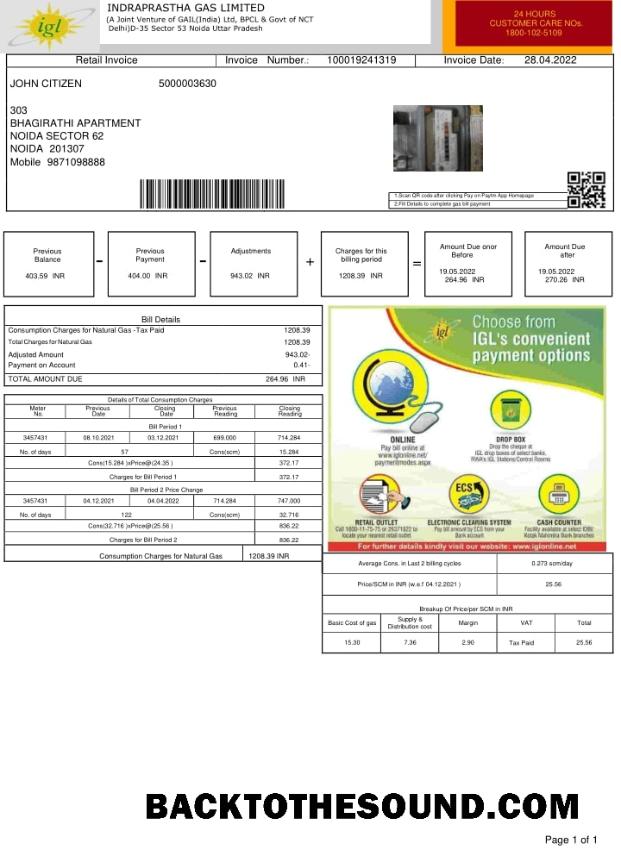 igl
INDRAPRASTHA GAS LIMITED
(A Joint Venture of GAIL(India) Ltd, BPCL & Govt of NCT
Delhi)D-35 Sector 53 Noida Uttar Pradesh
24 HOURS
CUSTOMER CARE NOs.
1800-102-5109
Retail Invoice Invoice Number.: 100019241319 Invoice Date: 28.04.2022
JOHN CITIZEN 5000003630
303
BHAGIRATHI APARTMENT
NOIDA SECTOR 62
NOIDA 201307
Mobile 9871098888
1.Scan QR code after clicking Pay on Paytm App Homepage
2.Fill Details to complete gas bill payment
Previous Balance
403.59 INR
-
Previous Payment
404.00 INR
-
Adjustments
943.02 INR
+
Charges for this billing period
1208.39 INR
=
Amount Due onor Before
19.05.2022
264.96 INR
Amount Due after
19.05.2022
270.26 INR
Bill Details
Consumption Charges for Natural Gas -Tax Paid 1208.39
Total Charges for Natural Gas 1208.39
Adjusted Amount 943.02-
Payment on Account 0.41-
TOTAL AMOUNT DUE 264.96 INR
Details of Total Consumption Charges
Meter No. Previous Date Closing Date Previous Reading Closing Reading
Bill Period 1
3457431 08.10.2021 03.12.2021 699.000 714.284
No. of days 57 Cons(scm) 15.284
Cons(15.284 )xPrice@(24.35 ) 372.17
Charges for Bill Period 1 372.17
Bill Period 2 Price Change
3457431 04.12.2021 04.04.2022 714.284 747.000
No. of days 122 Cons(scm) 32.716
Cons(32.716 )xPrice@(25.56 ) 836.22
Charges for Bill Period 2 836.22
Consumption Charges for Natural Gas 1208.39 INR
igl
Choose from
IGL's convenient
payment options
ONLINE
Pay bill online at
www.iglonline.net/
paymentmodes.aspx
DROP BOX
Drop the cheque at
IGL drop boxes of select banks,
RWA's IGL Stations/Control Rooms
RETAIL OUTLET
locate your nearest retail outlet
ECS
ELECTRONIC CLEARING SYSTEM
Pay bill amount by ECS from your
Bank account
CASH COUNTER
Facility available at select IDBI/
Kotak Mahindra Bank branches
For further details kindly visit our website: www.iglonline.net
Average Cons. in Last 2 billing cycles 0.273 scm/day
Price/SCM in INR (w.e.f 04.12.2021 ) 25.56
Breakup Of Price/per SCM in INR
Basic Cost of gas Supply & Distribution cost Margin VAT Total
15.30 7.36 2.90 Tax Paid 25.56
BACKTOTHESOUND.COM
Page 1 of 1